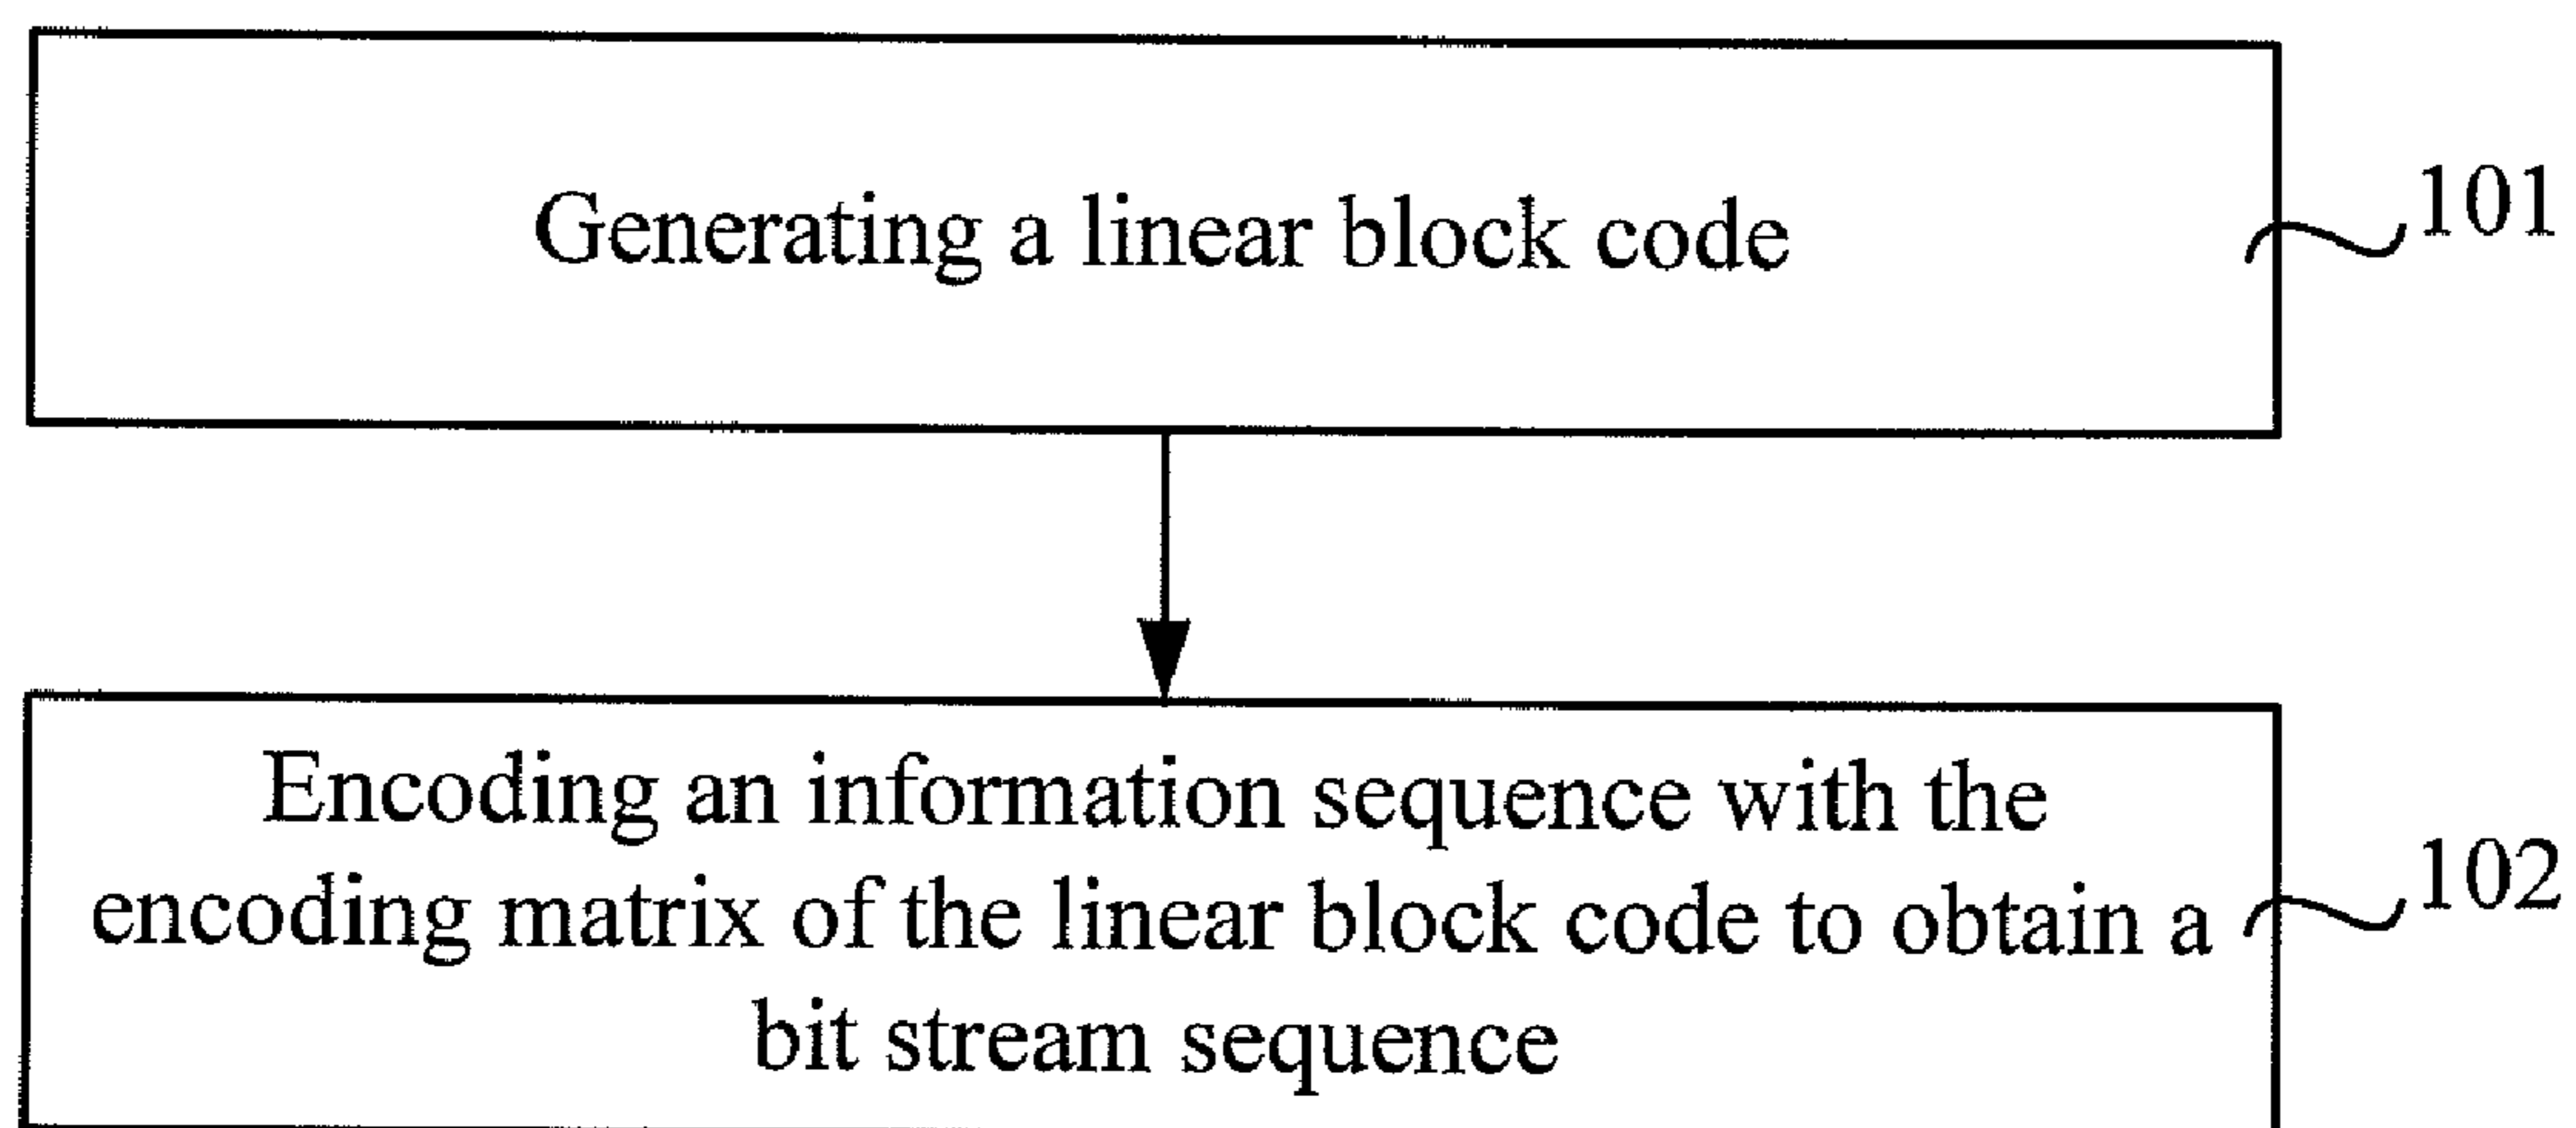 Generating a linear block code
101
Encoding an information sequence with the
encoding matrix of the linear block code to obtain a
bit stream sequence
102